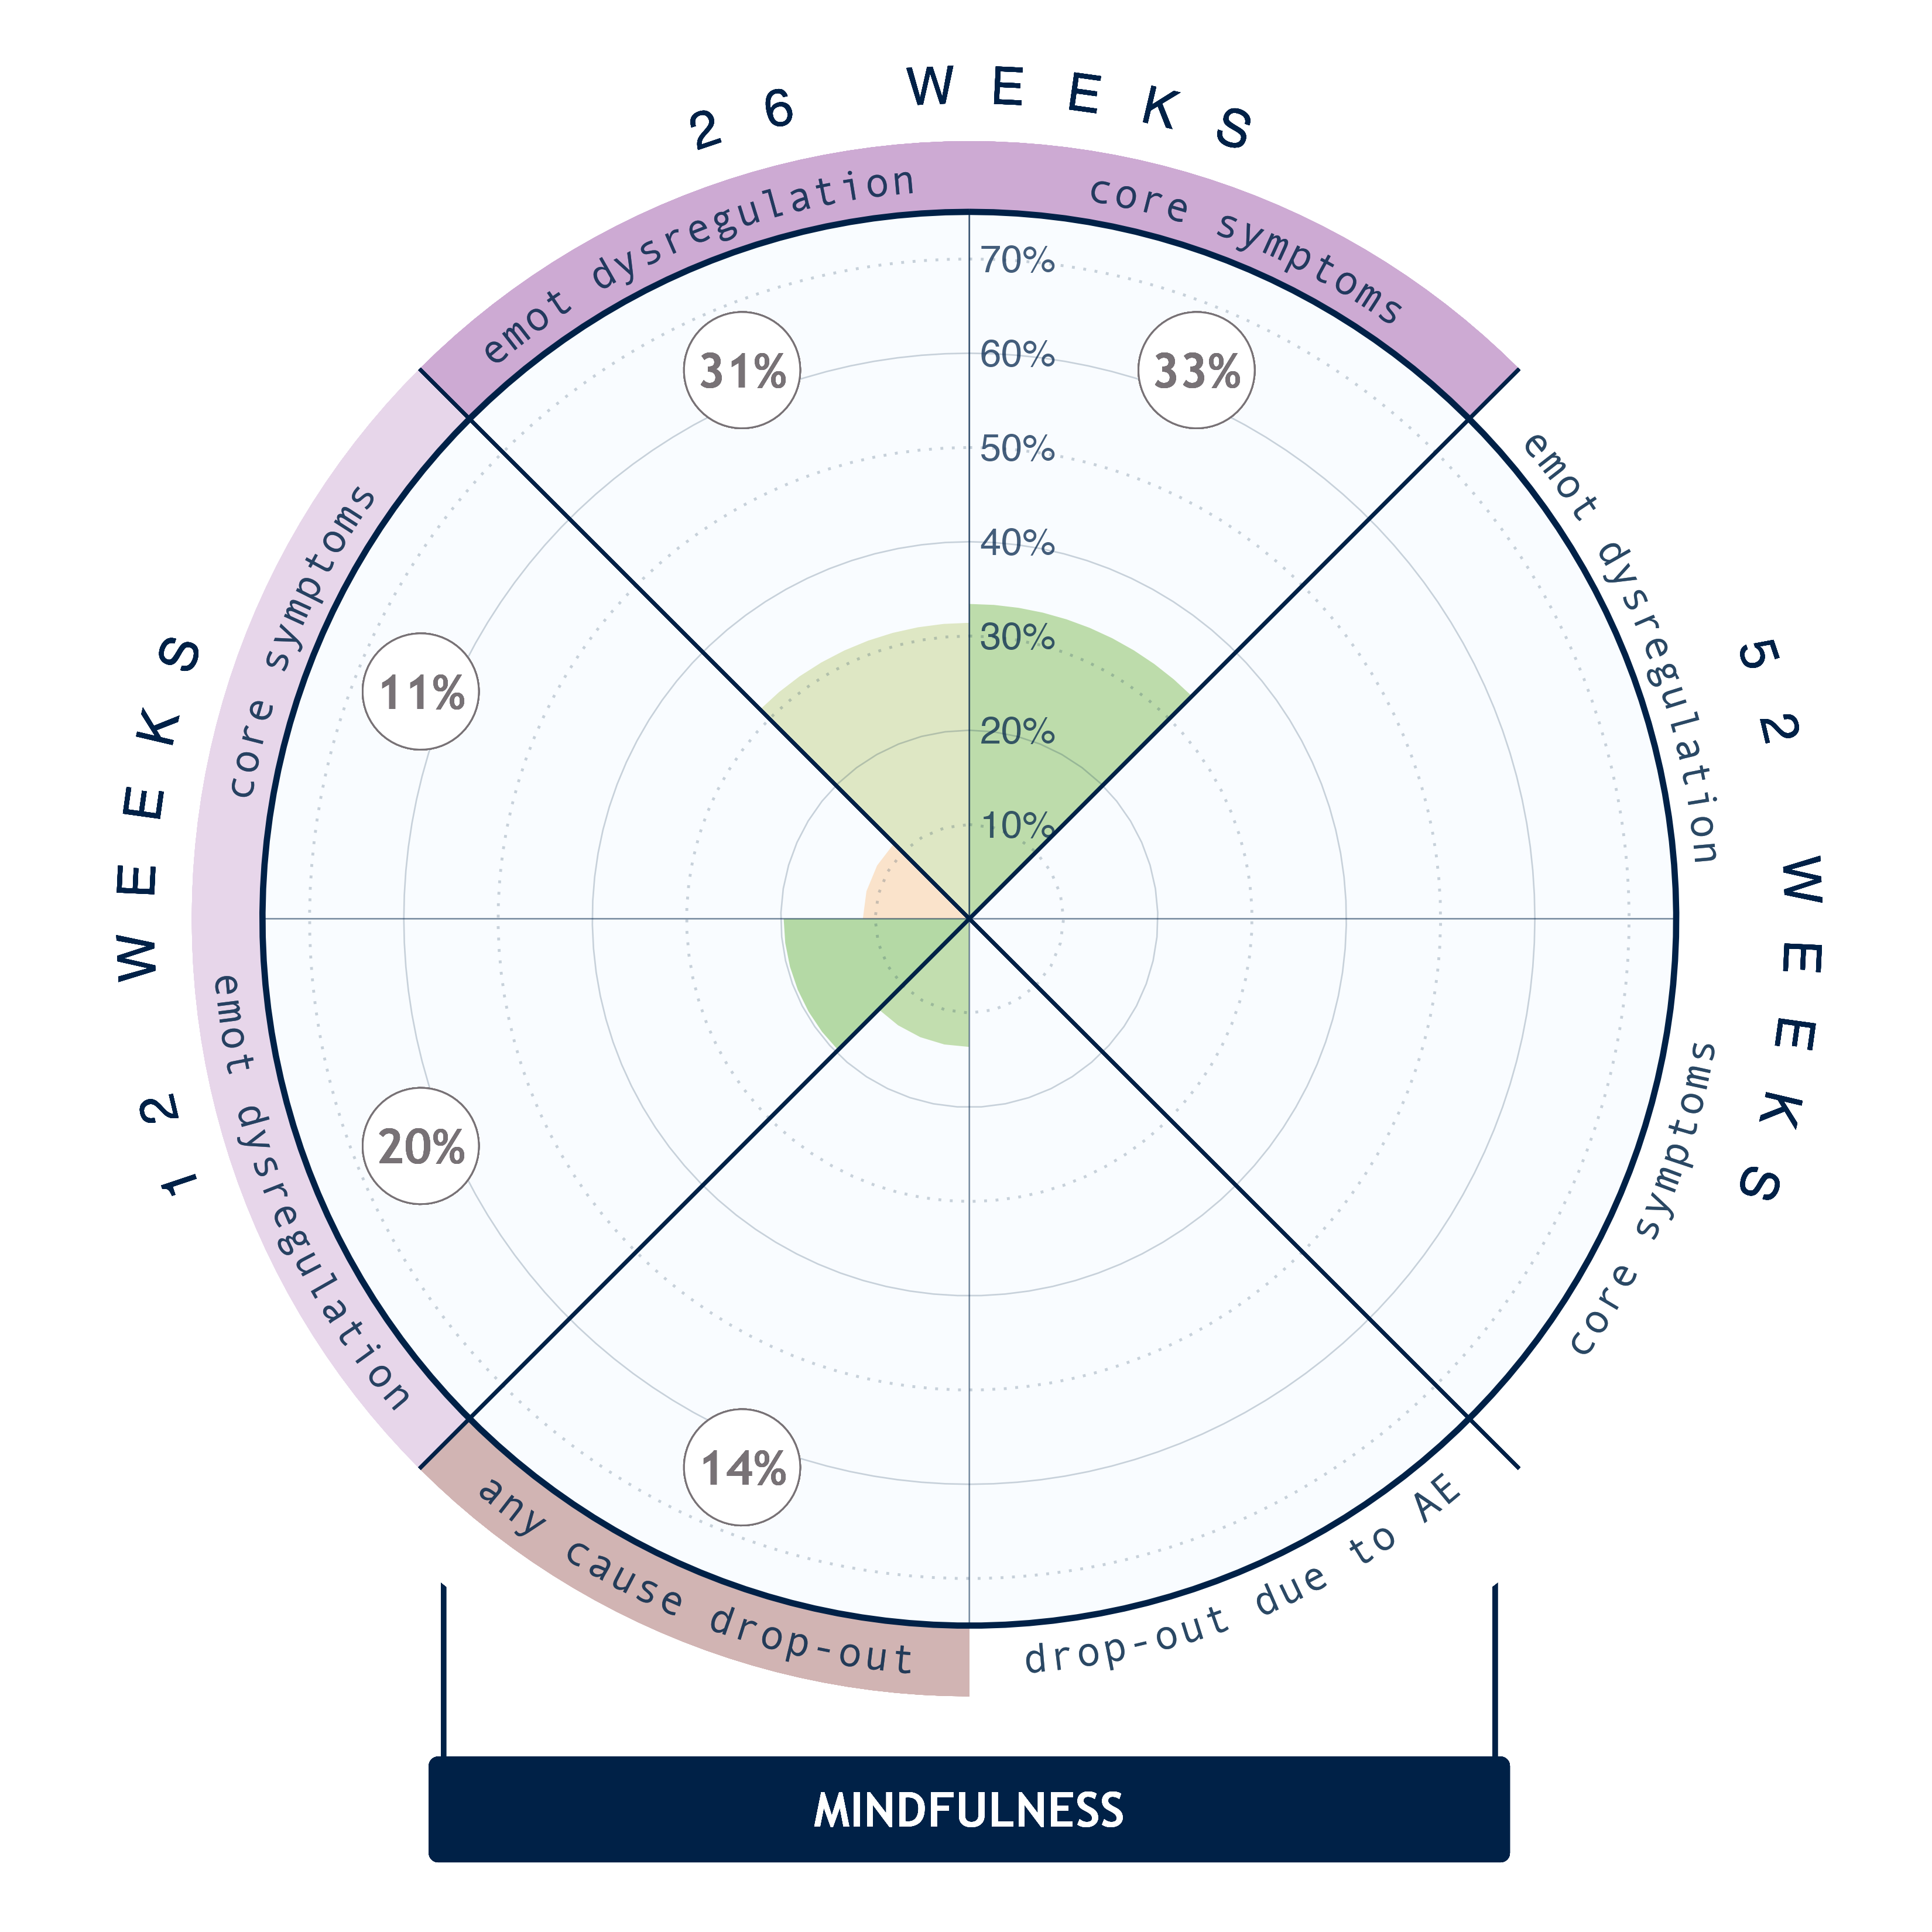 26 WEEKS
emot dysregulation
core symptoms
70%
31%
60%
33%
50%
40%
30%
20%
10%
12 WEEKS
core symptoms
11%
emot dysregulation
20%
52 WEEKS
emot dysregulation
core symptoms
14%
any cause drop-out
drop-out due to AE
MINDFULNESS